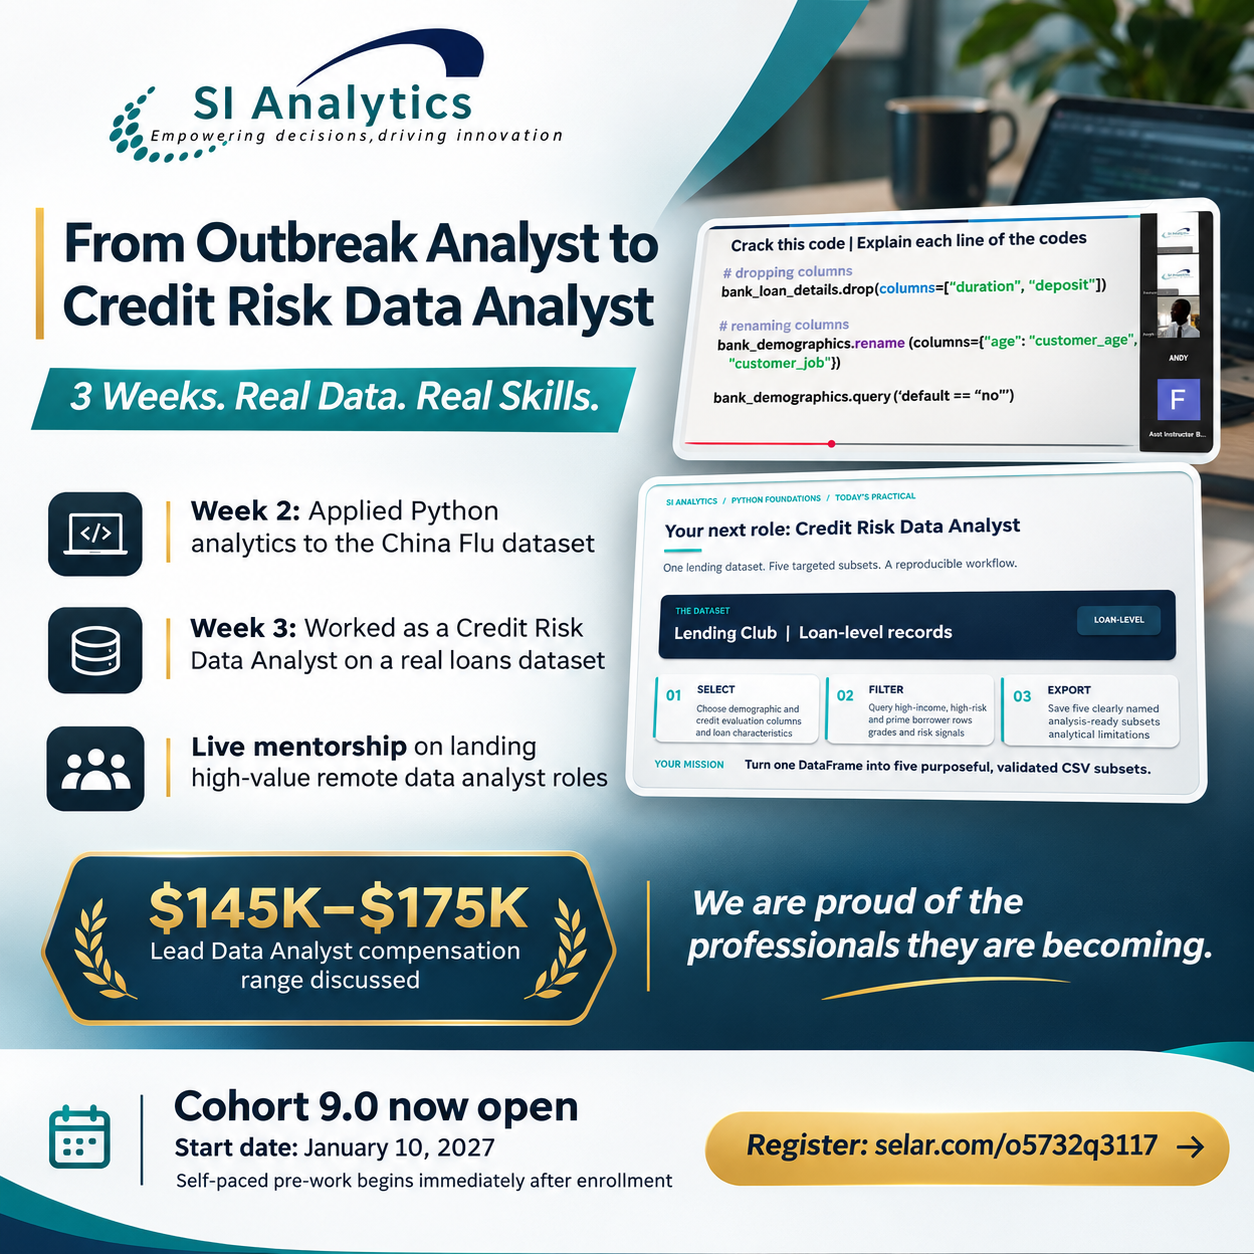 SI Analytics
Empowering decisions,driving innovation
From Outbreak Analyst to
Credit Risk Data Analyst
3 Weeks. Real Data. Real Skills.
Week 2: Applied Python
analytics to the China Flu dataset
Week 3: Worked as a Credit Risk
Data Analyst on a real loans dataset
Live mentorship on landing
high-value remote data analyst roles
Crack this code | Explain each line of the codes
# dropping columns
bank_loan_details.drop(columns=["duration", "deposit"])
# renaming columns
bank_demographics.rename (columns={"age": "customer_age",
"customer_job"})
bank_demographics.query ('default == "no"')
ANDY
F
Asst Instructer B...
SI ANALYTICS / PYTHON FOUNDATIONS / TODAY'S PRACTICAL
Your next role: Credit Risk Data Analyst
One lending dataset. Five targeted subsets. A reproducible workflow.
THE DATASET
Lending Club | Loan-level records
LOAN-LEVEL
01 SELECT
Choose demographic and
credit evaluation columns
and loan characteristics
02 FILTER
Query high-income, high-risk
and prime borrower rows
grades and risk signals
03 EXPORT
Save five clearly named
analysis-ready subsets
analytical limitations
YOUR MISSION Turn one DataFrame into five purposeful, validated CSV subsets.
$145K–$175K
Lead Data Analyst compensation
range discussed
We are proud of the
professionals they are becoming.
Cohort 9.0 now open
Start date: January 10, 2027
Self-paced pre-work begins immediately after enrollment
Register: selar.com/o5732q3117 →